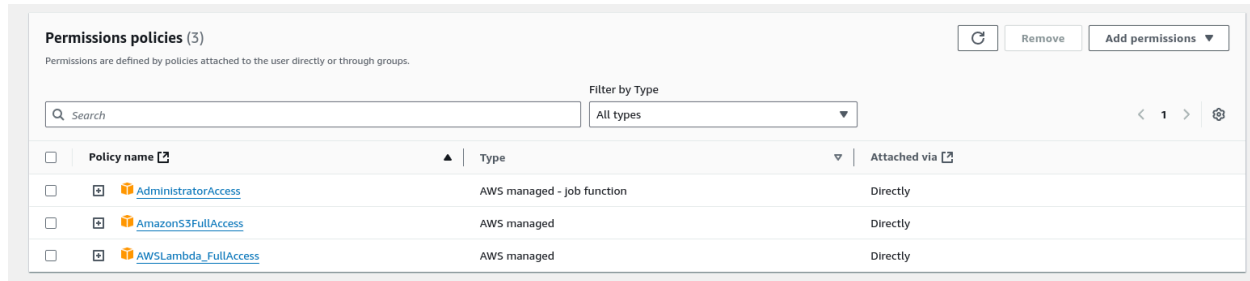 Permissions policies (3)
Remove
Add permissions
Permissions are defined by policies attached to the user directly or through groups.
Filter by Type
Search
All types
1
Policy name
Type
Attached via
AdministratorAccess
AWS managed - job function
Directly
AmazonS3FullAccess
AWS managed
Directly
AWSLambda_FullAccess
AWS managed
Directly